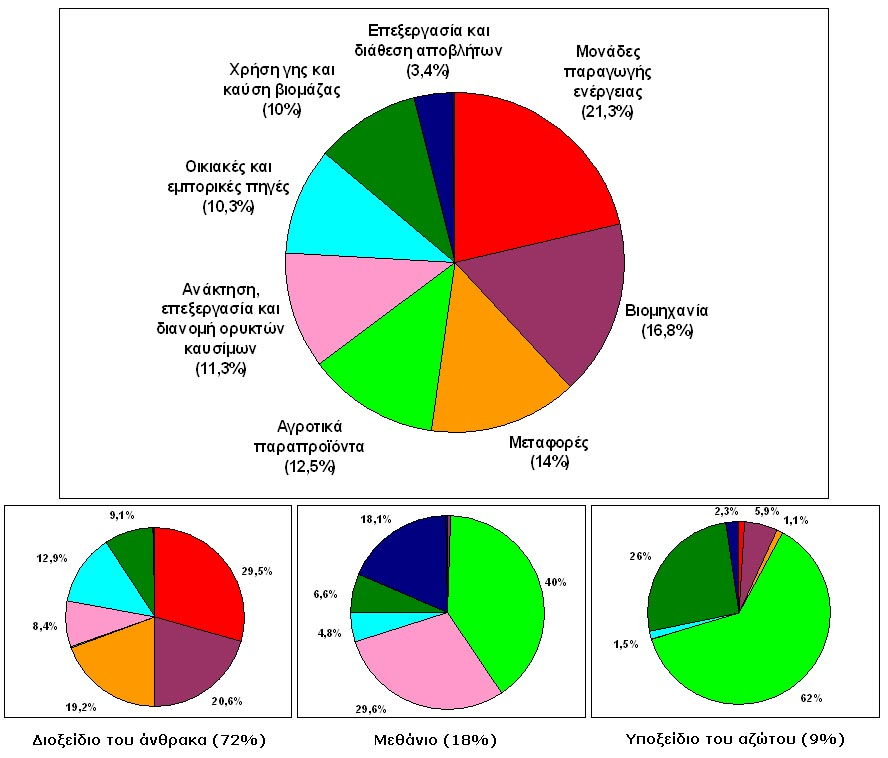 Επεξεργασία και
διάθεση αποβλήτων
(3,4%)
Μονάδες
παραγωγής
ενέργειας
(21,3%)
Χρήση γης και
καύση βιομάζας
(10%)
Οικιακές και
εμπορικές πηγές
(10,3%)
Ανάκτηση,
επεξεργασία και
διανομή ορυκτών
καυσίμων
(11,3%)
Βιομηχανία
(16,8%)
Αγροτικά
παραπροϊόντα
(12,5%)
Μεταφορές
(14%)
9,1%
12,9%
29,5%
8,4%
19,2%
20,6%
Διοξείδιο του άνθρακα (72%)
18,1%
40%
6,6%
4,8%
29,6%
Μεθάνιο (18%)
2,3%
5,9%
1,1%
26%
1,5%
62%
Υποξείδιο του αζώτου (9%)